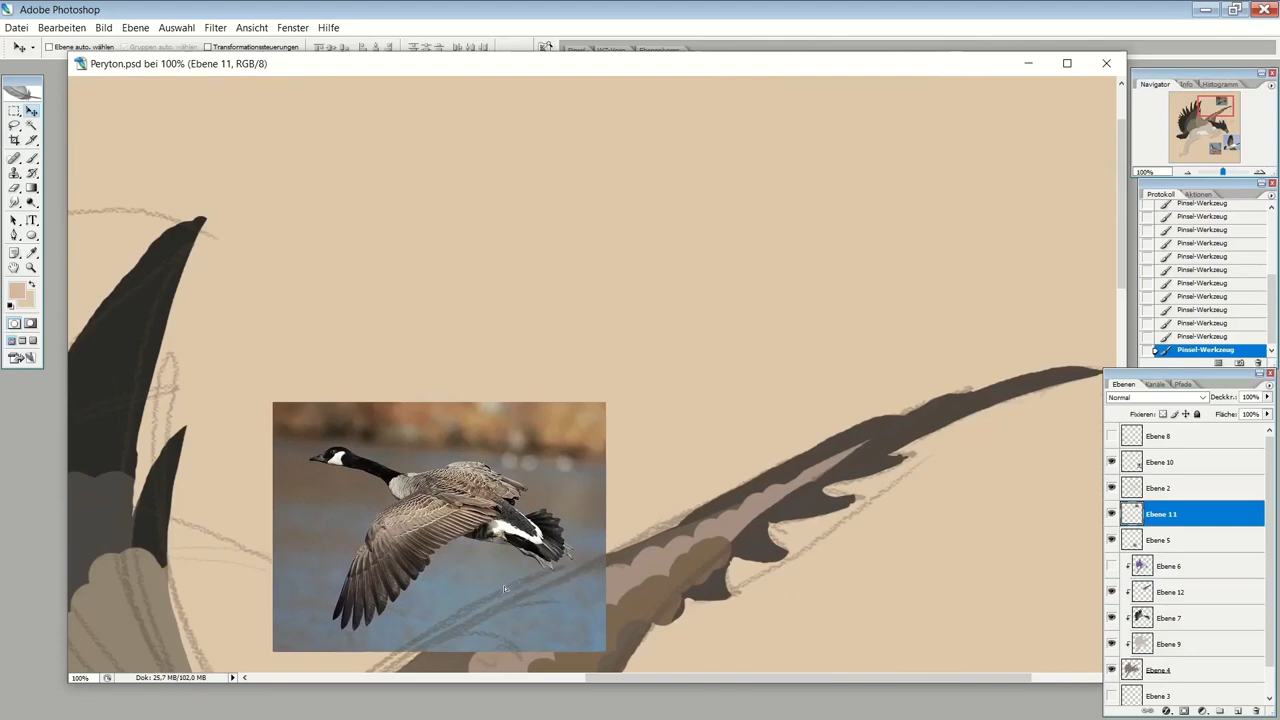 Adobe Photoshop
Datei Bearbeiten Bild Ebene Auswahl Filter Ansicht Fenster Hilfe
Ebene auto. wählen Gruppen auto. wählen Transformationssteuerungen
Peryton.psd bei 100% (Ebene 11, RGB/8)
Navigator Info Histogramm
100%
Protokoll Aktionen
Pinsel-Werkzeug
Pinsel-Werkzeug
Pinsel-Werkzeug
Pinsel-Werkzeug
Pinsel-Werkzeug
Pinsel-Werkzeug
Pinsel-Werkzeug
Pinsel-Werkzeug
Pinsel-Werkzeug
Pinsel-Werkzeug
Pinsel-Werkzeug
Pinsel-Werkzeug
Ebenen Kanäle Pfade
Normal Deckkr.: 100%
Fixieren: Fläche: 100%
Ebene 8
Ebene 10
Ebene 2
Ebene 11
Ebene 5
Ebene 6
Ebene 12
Ebene 7
Ebene 9
Ebene 4
Ebene 3
100% Dok: 25,7 MB/102,0 MB